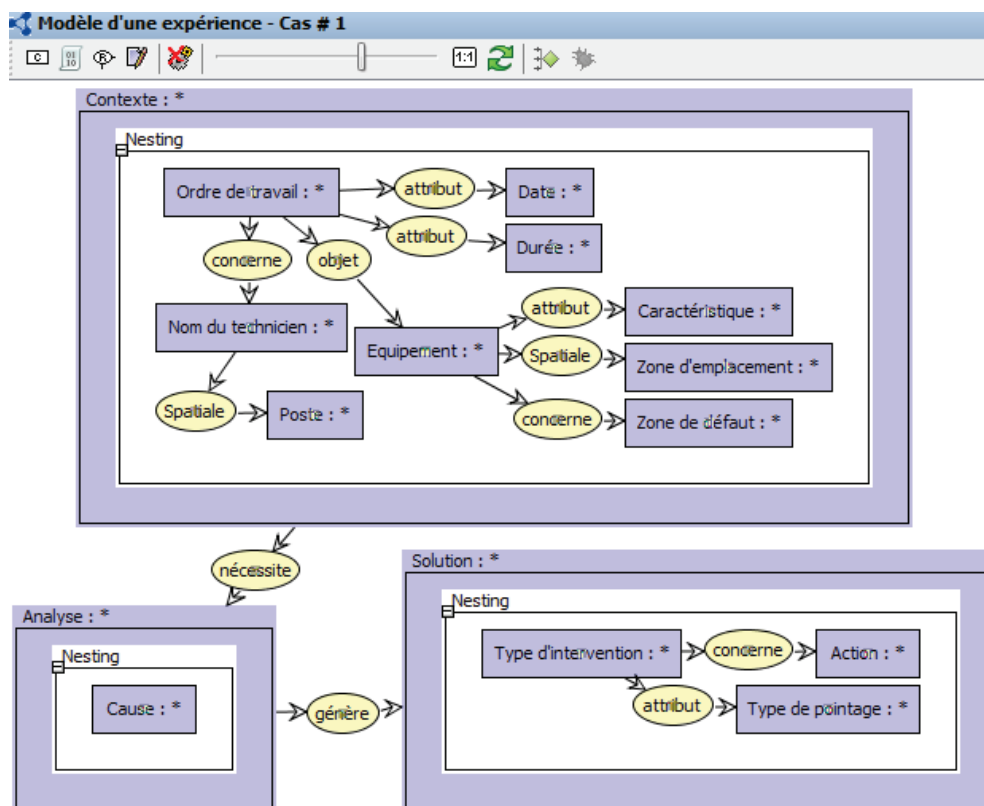 Modèle d'une expérience - Cas # 1
C
01
10
R
1:1
Contexte : *
Nesting
Ordre de travail : *
attribut
Date : *
attribut
Durée : *
concerne
objet
Nom du technicien : *
attribut
Caractéristique : *
Equipement : *
Spatiale
Zone d'emplacement : *
Spatiale
Poste : *
concerne
Zone de défaut : *
nécessite
Solution : *
Nesting
Analyse : *
Nesting
Type d'intervention : *
concerne
Action : *
Cause : *
génère
attribut
Type de pointage : *